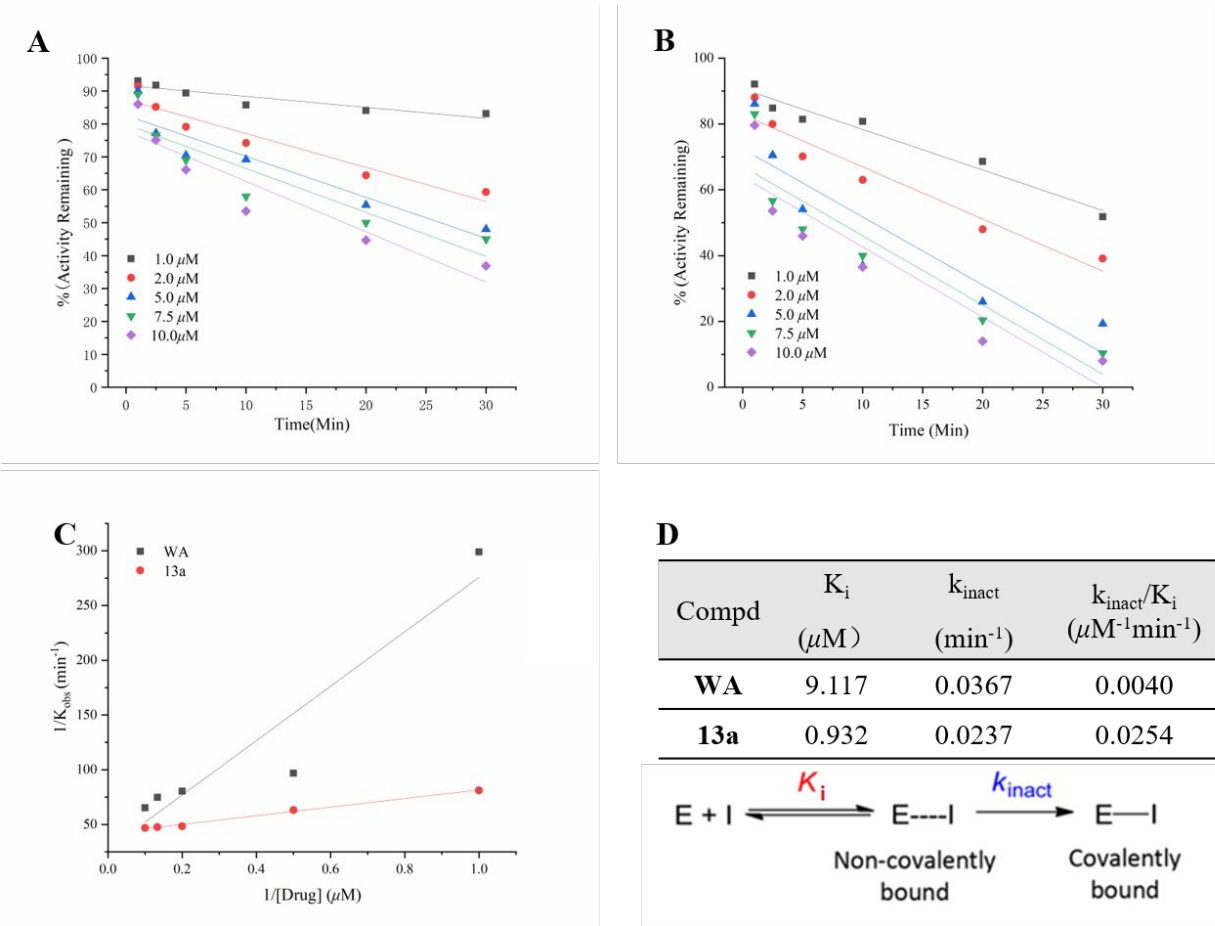 A
% (Activity Remaining )
100
90
80
70
60
50
40
30
20
10
0
1.0 μM
2.0 μM
5.0 μM
7.5 μM
10.0μM
0 5 10 15 20 25 30
Time(Min)
B
% (Activity Remaining)
100
80
60
40
20
0
1.0 μM
2.0 μM
5.0 μM
7.5 μM
10.0 μM
0 5 10 15 20 25 30
Time (Min)
C
1/Kobs (min-1)
300
250
200
150
100
50
WA
13a
0.0 0.2 0.4 0.6 0.8 1.0
1/[Drug] (μM)
D
Compd Ki (μM) kinact (min-1) kinact/Ki (μM-1min-1)
WA 9.117 0.0367 0.0040
13a 0.932 0.0237 0.0254
Ki kinact
E + I E----I E—I
Non-covalently bound
Covalently bound